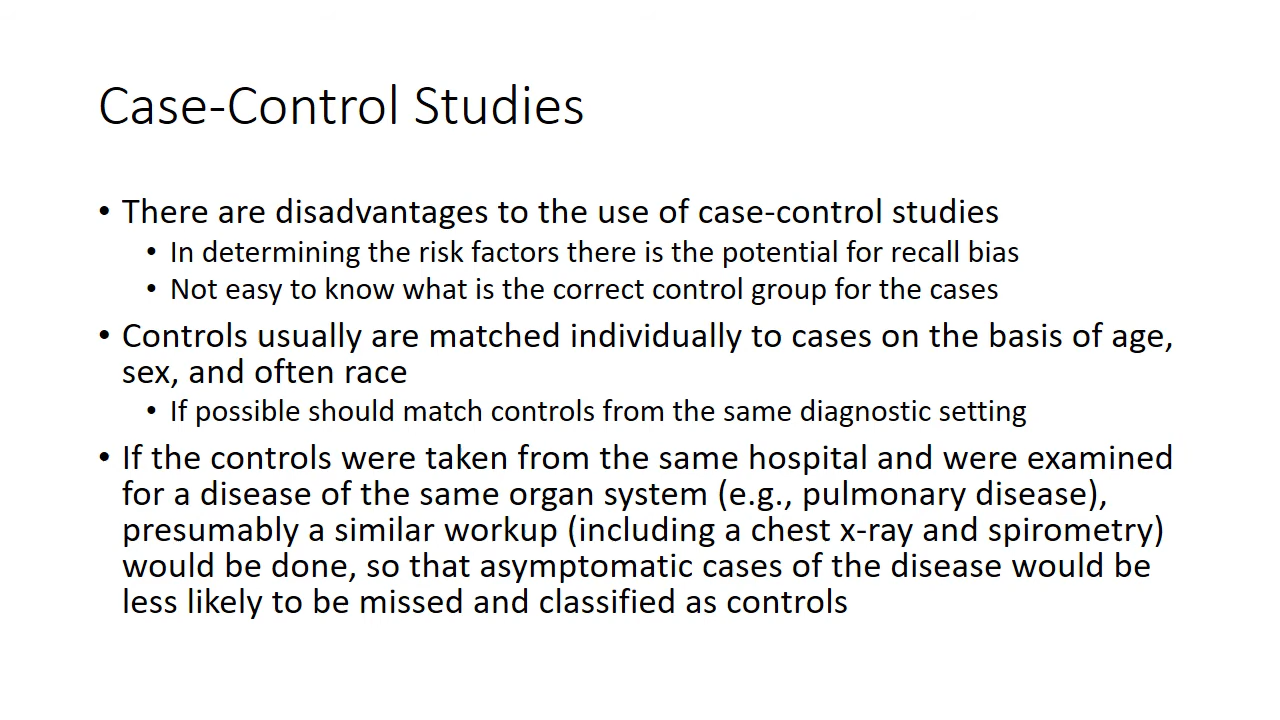 Case-Control Studies
• There are disadvantages to the use of case-control studies
• In determining the risk factors there is the potential for recall bias
• Not easy to know what is the correct control group for the cases
• Controls usually are matched individually to cases on the basis of age,
sex, and often race
• If possible should match controls from the same diagnostic setting
• If the controls were taken from the same hospital and were examined
for a disease of the same organ system (e.g., pulmonary disease),
presumably a similar workup (including a chest x-ray and spirometry)
would be done, so that asymptomatic cases of the disease would be
less likely to be missed and classified as controls